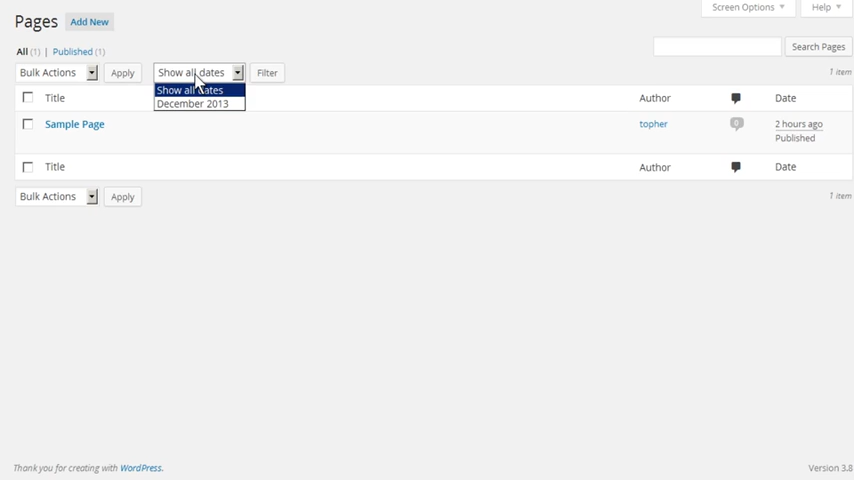 Screen Options Help
Pages Add New
All (1) | Published (1)
Search Pages
Bulk Actions Apply Show all dates Filter 1 item
Show all dates
December 2013
Title Author Date
Sample Page topher 0 2 hours ago
Published
Title Author Date
Bulk Actions Apply 1 item
Thank you for creating with WordPress. Version 3.8